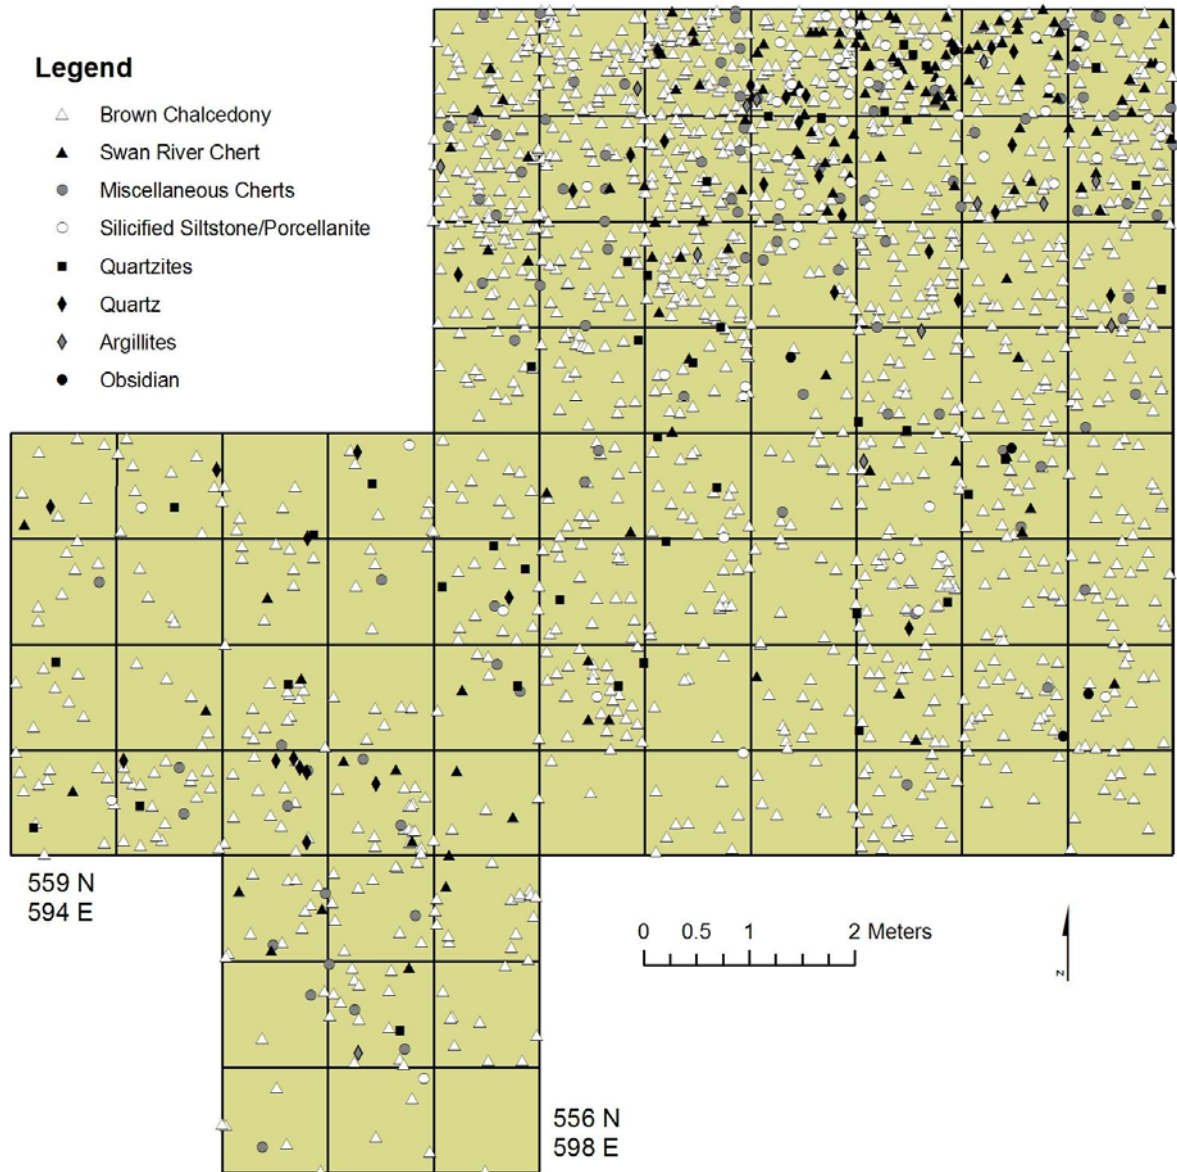 Legend
Brown Chalcedony
Swan River Chert
Miscellaneous Cherts
Silicified Siltstone/Porcellanite
Quartzites
Quartz
Argillites
Obsidian
559 N
594 E
556 N
598 E
0 0.5 1 2 Meters
z